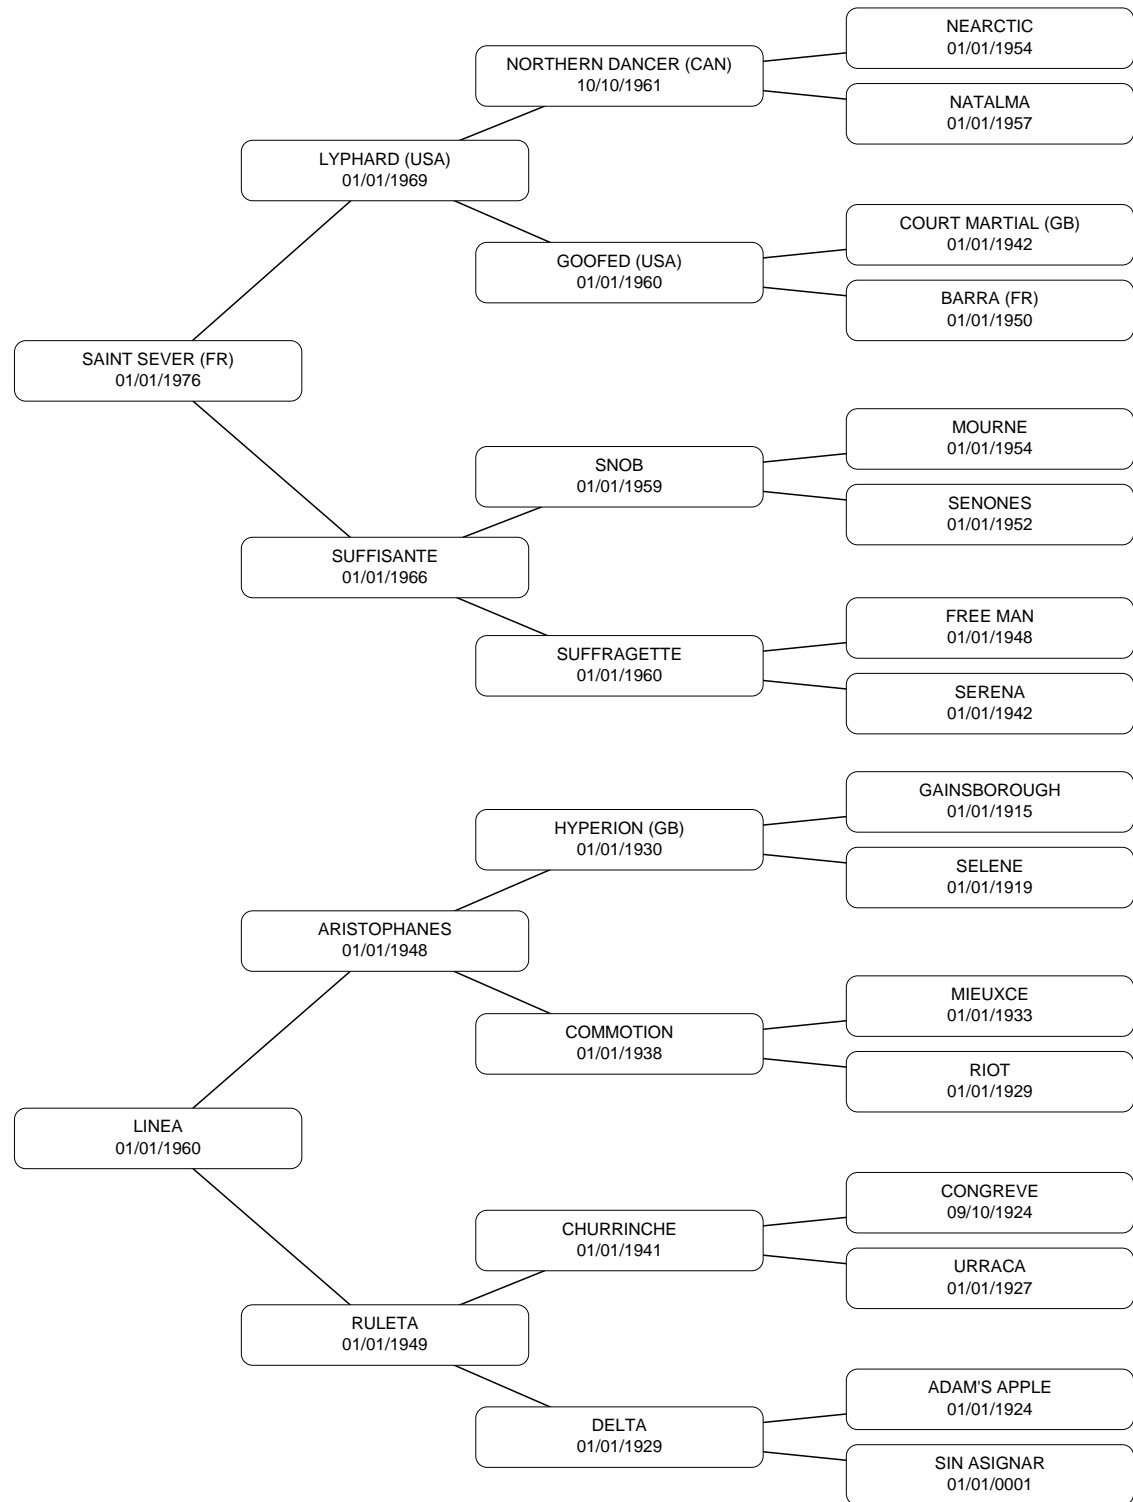 NEARCTIC
01/01/1954
NORTHERN DANCER (CAN)
10/10/1961
NATALMA
01/01/1957
LYPHARD (USA)
01/01/1969
COURT MARTIAL (GB)
01/01/1942
GOOFED (USA)
01/01/1960
BARRA (FR)
01/01/1950
SAINT SEVER (FR)
01/01/1976
MOURNE
01/01/1954
SNOB
01/01/1959
SENONES
01/01/1952
SUFFISANTE
01/01/1966
FREE MAN
01/01/1948
SUFFRAGETTE
01/01/1960
SERENA
01/01/1942
GAINSBOROUGH
01/01/1915
HYPERION (GB)
01/01/1930
SELENE
01/01/1919
ARISTOPHANES
01/01/1948
MIEUXCE
01/01/1933
COMMOTION
01/01/1938
RIOT
01/01/1929
LINEA
01/01/1960
CONGREVE
09/10/1924
CHURRINCHE
01/01/1941
URRACA
01/01/1927
RULETA
01/01/1949
ADAM'S APPLE
01/01/1924
DELTA
01/01/1929
SIN ASIGNAR
01/01/0001